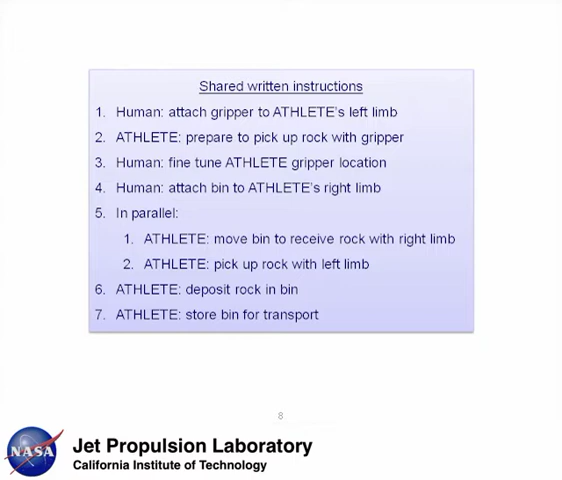 Shared written instructions
1. Human: attach gripper to ATHLETE's left limb
2. ATHLETE: prepare to pick up rock with gripper
3. Human: fine tune ATHLETE gripper location
4. Human: attach bin to ATHLETE's right limb
5. In parallel:
1. ATHLETE: move bin to receive rock with right limb
2. ATHLETE: pick up rock with left limb
6. ATHLETE: deposit rock in bin
7. ATHLETE: store bin for transport
8
NASA
Jet Propulsion Laboratory
California Institute of Technology